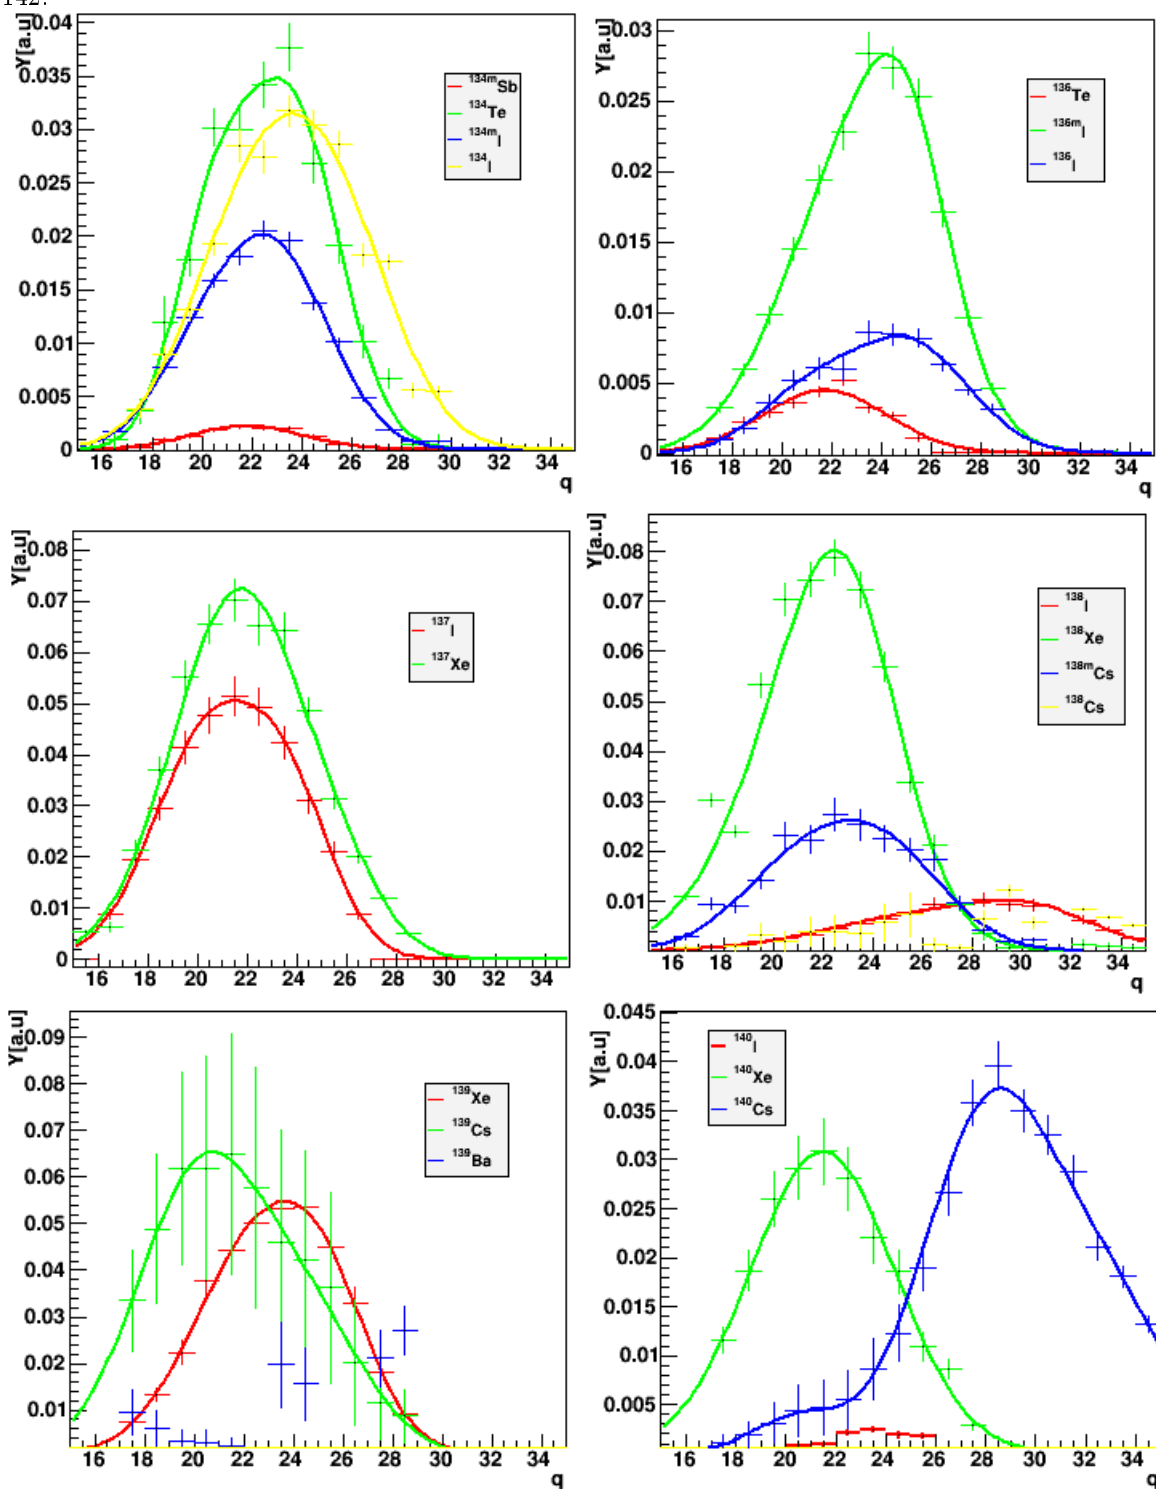 142.
Y[a.u]
0.04
0.035
0.03
0.025
0.02
0.015
0.01
0.005
0
16 18 20 22 24 26 28 30 32 34
q
134mSb
134Te
134mI
134I
Y[a.u]
0.03
0.025
0.02
0.015
0.01
0.005
0
16 18 20 22 24 26 28 30 32 34
q
136Te
136mI
136I
Y[a.u]
0.08
0.07
0.06
0.05
0.04
0.03
0.02
0.01
0
16 18 20 22 24 26 28 30 32 34
q
137I
137Xe
Y[a.u]
0.08
0.07
0.06
0.05
0.04
0.03
0.02
0.01
16 18 20 22 24 26 28 30 32 34
q
138I
138Xe
138mCs
138Cs
Y[a.u]
0.09
0.08
0.07
0.06
0.05
0.04
0.03
0.02
0.01
16 18 20 22 24 26 28 30 32 34
q
139Xe
139Cs
139Ba
Y[a.u]
0.045
0.04
0.035
0.03
0.025
0.02
0.015
0.01
0.005
16 18 20 22 24 26 28 30 32 34
q
140I
140Xe
140Cs